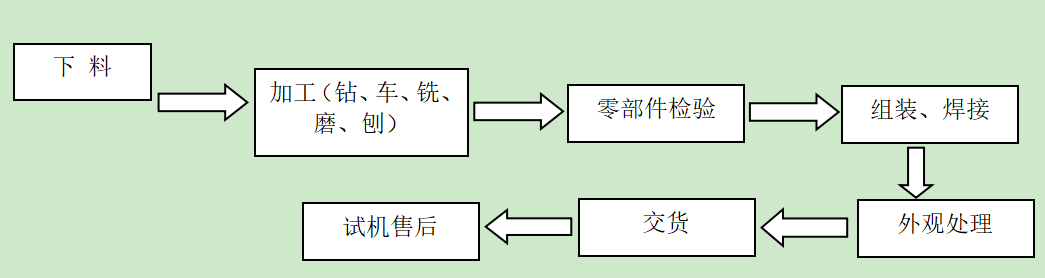 下 料
加工（钻、车、铣、
磨、刨）
零部件检验
组装、焊接
外观处理
交货
试机售后